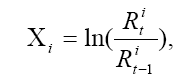 X_i = ln(R_t^i / R_{t-1}^i),